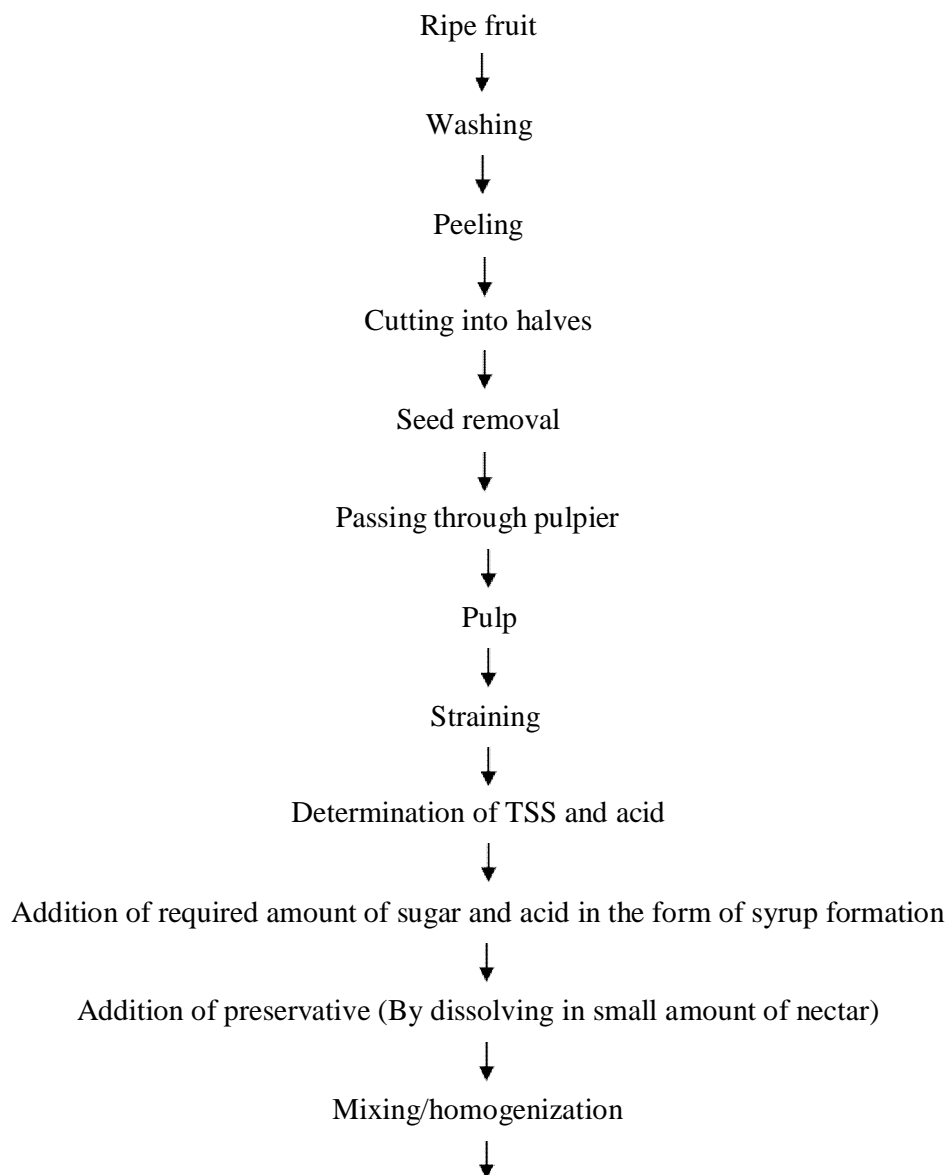 Ripe fruit
Washing
Peeling
Cutting into halves
Seed removal
Passing through pulpier
Pulp
Straining
Determination of TSS and acid
Addition of required amount of sugar and acid in the form of syrup formation
Addition of preservative (By dissolving in small amount of nectar)
Mixing/homogenization